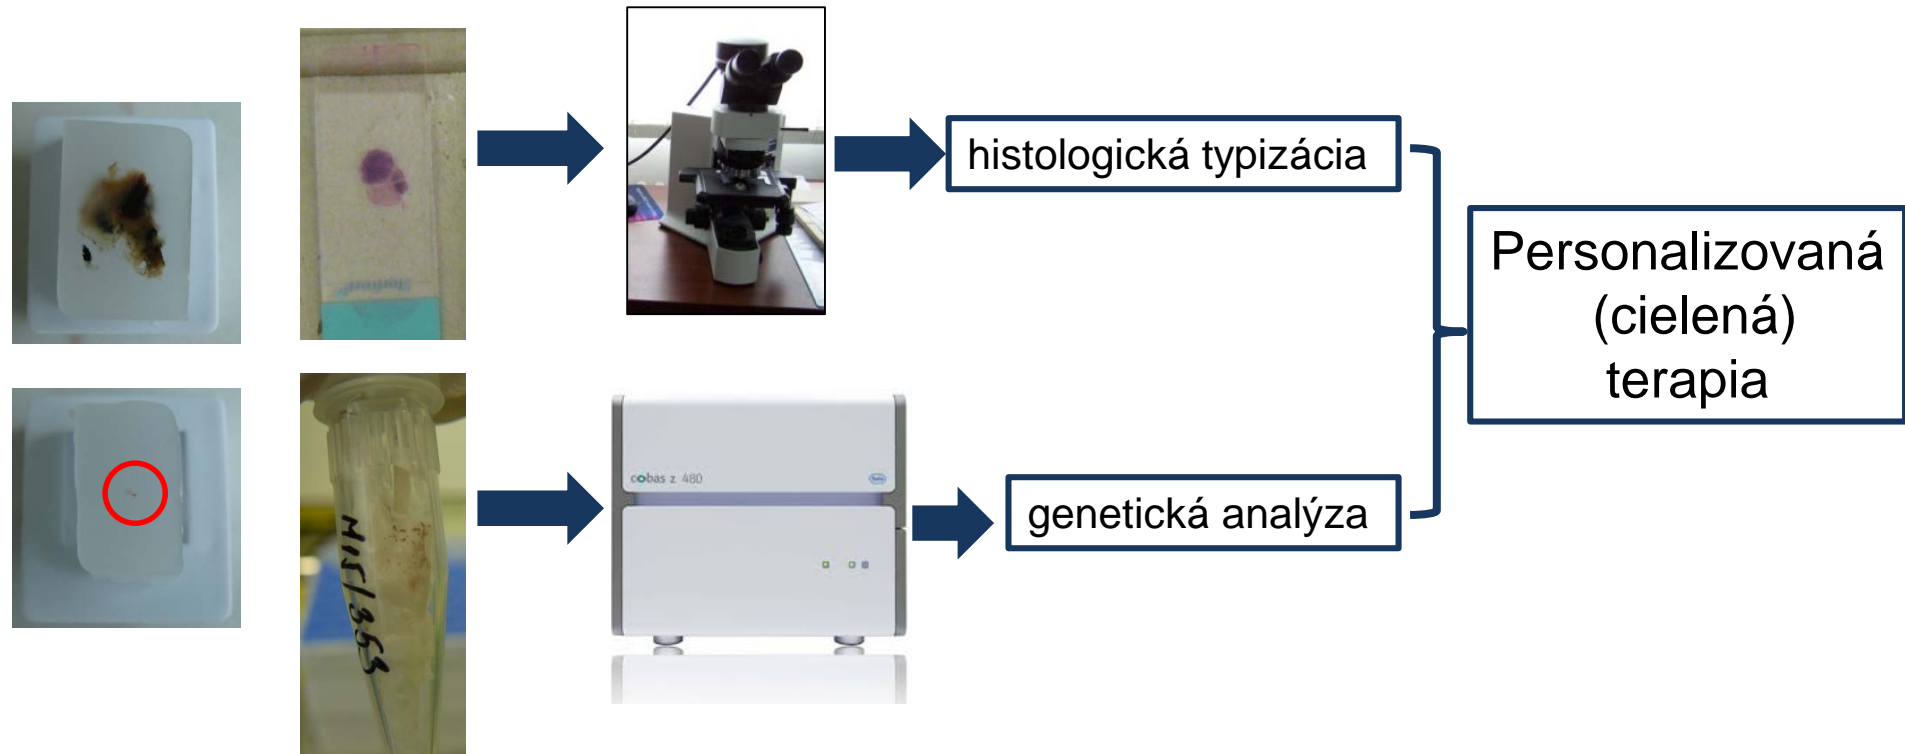 histologická typizácia
Personalizovaná
(cielená)
terapia
cobas z 480
genetická analýza
M15/353